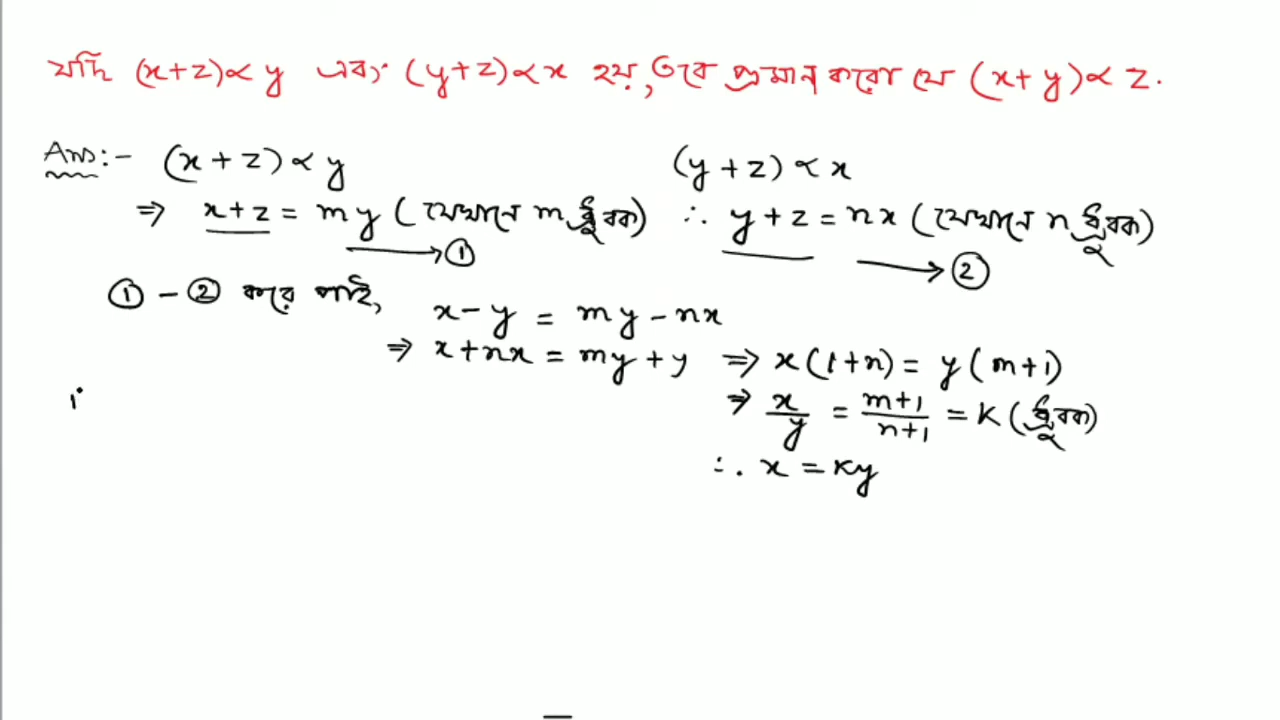 যদি (x+z)∝ y এবং (y+z)∝x হয়, তবে প্রমান করো যে (x+y)∝ z.
Ans:- (x+z)∝ y
⇒ x+z = my (যেখানে m ধ্রুবক)
→ ①
(y+z) ∝ x
∴ y+z = nx (যেখানে n ধ্রুবক)
→ ②
① - ② করে পাই,
x-y = my-nx
⇒ x+nx = my+y ⇒ x(1+n) = y(m+1)
⇒ x/y = m+1/n+1 = K (ধ্রুবক)
∴ x = Ky